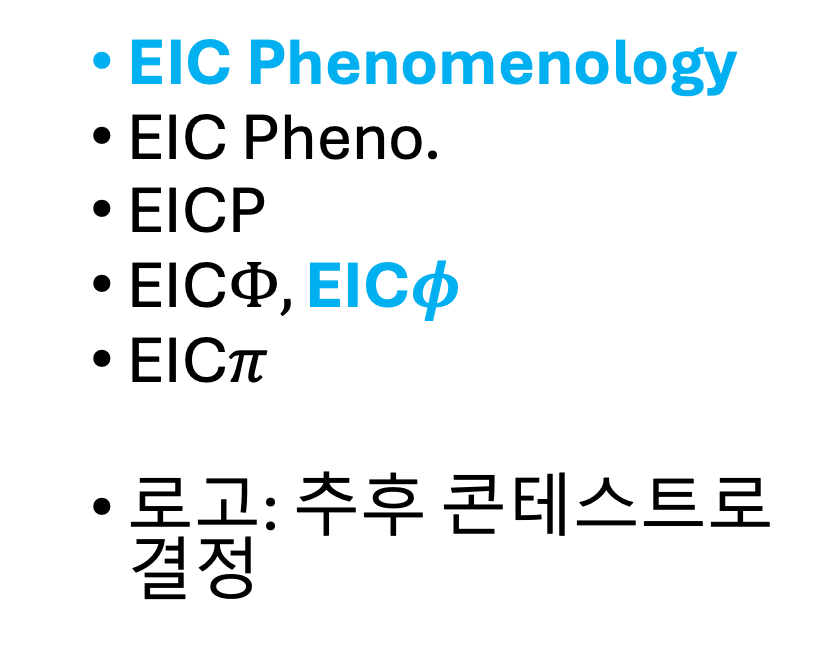 • EIC Phenomenology
• EIC Pheno.
• EICP
• EICΦ, EICϕ
• EICπ
• 로고: 추후 콘테스트로
결정